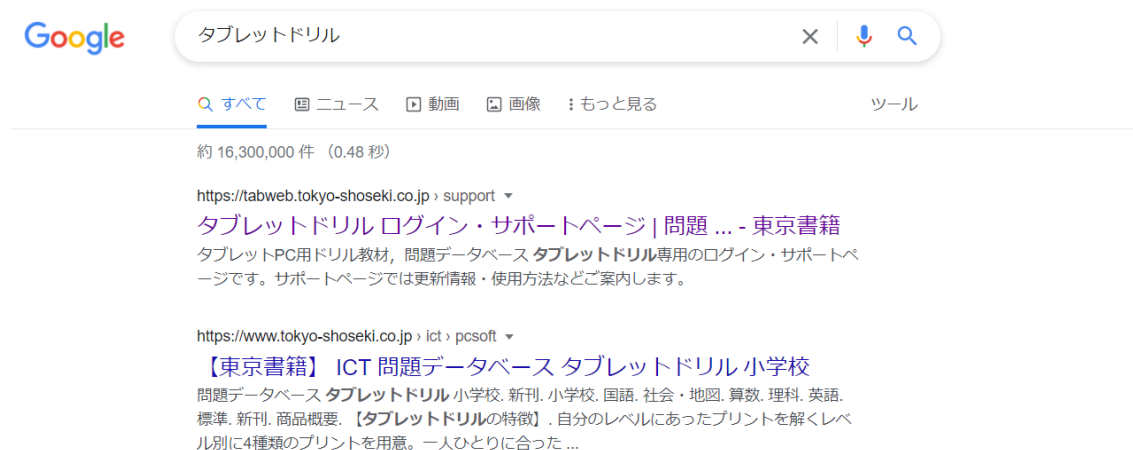 Google
タブレットドリル
すべて ニュース 動画 画像 もっと見る ツール
約 16,300,000 件 （0.48 秒）
https://tabweb.tokyo-shoseki.co.jp › support
タブレットドリル ログイン・サポートページ | 問題 ... - 東京書籍
タブレットPC用ドリル教材，問題データベース タブレットドリル専用のログイン・サポートペ
ージです。サポートページでは更新情報・使用方法などご案内します。
https://www.tokyo-shoseki.co.jp › ict › pcsoft
【東京書籍】 ICT 問題データベース タブレットドリル 小学校
問題データベース タブレットドリル 小学校. 新刊. 小学校. 国語. 社会・地図. 算数. 理科. 英語.
標準. 新刊. 商品概要. 【タブレットドリルの特徴】. 自分のレベルにあったプリントを解くレベ
ル別に4種類のプリントを用意。一人ひとりに合った ...